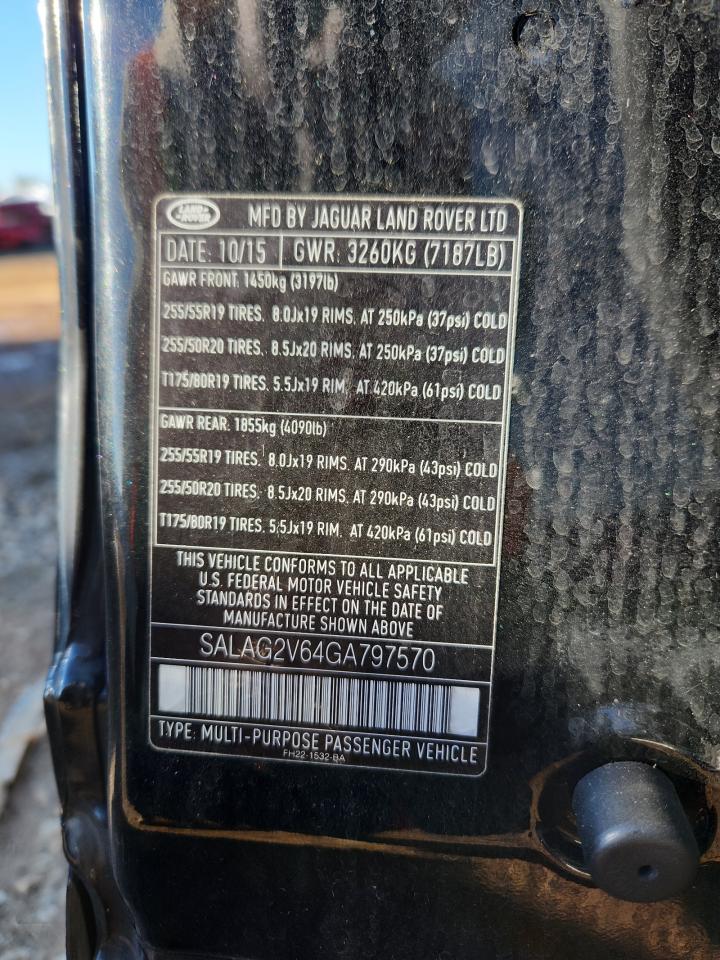 LAND ROVER
MFD BY JAGUAR LAND ROVER LTD
DATE: 10/15 GWR: 3260KG (7187LB)
GAWR FRONT. 1450kg (3197lb)
255/55R19 TIRES. 8.0Jx19 RIMS. AT 250kPa (37psi) COLD
255/50R20 TIRES. 8.5Jx20 RIMS. AT 250kPa (37psi) COLD
T175/80R19 TIRES. 5.5Jx19 RIM. AT 420kPa (61psi) COLD
GAWR REAR. 1855kg (4090lb)
255/55R19 TIRES. 8.0Jx19 RIMS. AT 290kPa (43psi) COLD
255/50R20 TIRES. 8.5Jx20 RIMS. AT 290kPa (43psi) COLD
T175/80R19 TIRES. 5.5Jx19 RIM. AT 420kPa (61psi) COLD
THIS VEHICLE CONFORMS TO ALL APPLICABLE
U.S. FEDERAL MOTOR VEHICLE SAFETY
STANDARDS IN EFFECT ON THE DATE OF
MANUFACTURE SHOWN ABOVE
SALAG2V64GA797570
TYPE: MULTI-PURPOSE PASSENGER VEHICLE
FH22-1532-BA